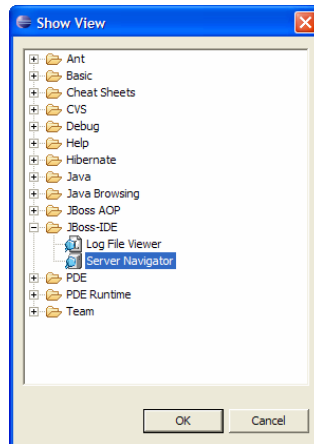 Show View
Ant
Basic
Cheat Sheets
CVS
Debug
Help
Hibernate
Java
Java Browsing
JBoss AOP
JBoss-IDE
Log File Viewer
Server Navigator
PDE
PDE Runtime
Team
OK Cancel